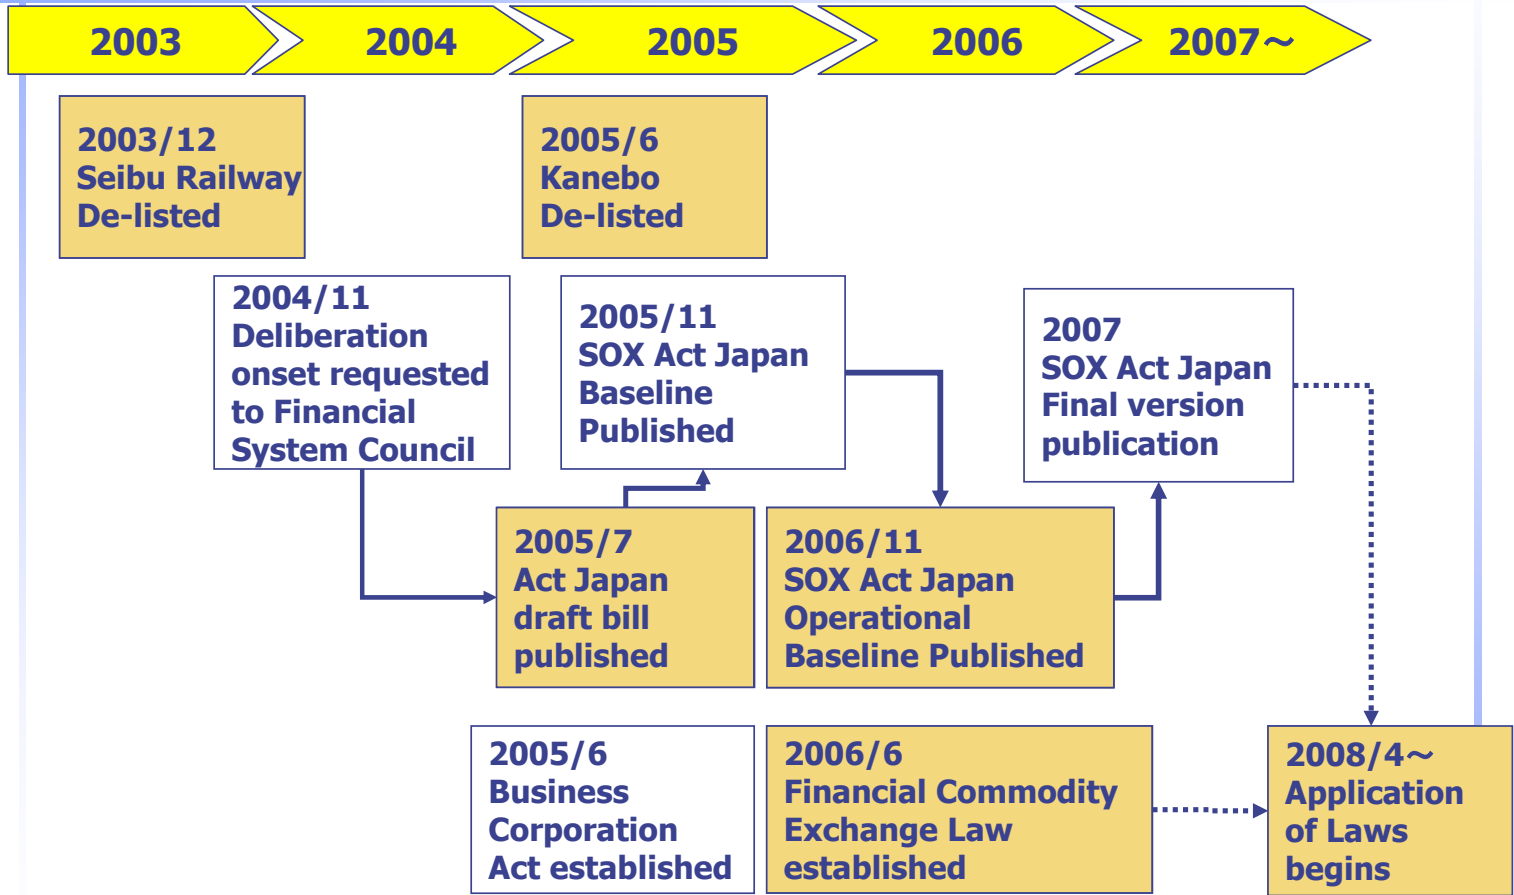 2003
2004
2005
2006
2007～
2003/12
Seibu Railway
De-listed
2005/6
Kanebo
De-listed
2004/11
Deliberation
onset requested
to Financial
System Council
2005/11
SOX Act Japan
Baseline
Published
2007
SOX Act Japan
Final version
publication
2005/7
Act Japan
draft bill
published
2006/11
SOX Act Japan
Operational
Baseline Published
2005/6
Business
Corporation
Act established
2006/6
Financial Commodity
Exchange Law
established
2008/4～
Application
of Laws
begins